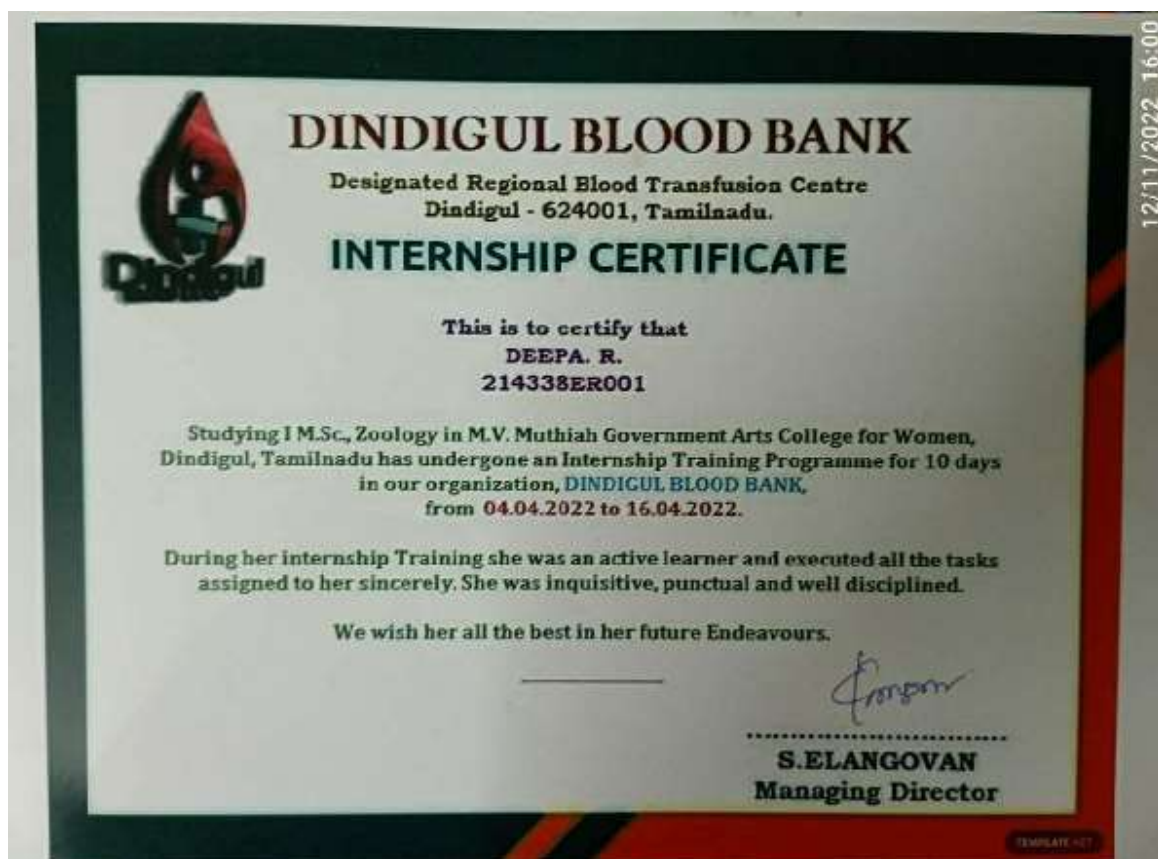 12/11/2022 16:00
DINDIGUL BLOOD BANK
Designated Regional Blood Transfusion Centre
Dindigul - 624001, Tamilnadu.
Dindigul
INTERNSHIP CERTIFICATE
This is to certify that
DEEPA. R.
214338ER001
Studying I M.Sc., Zoology in M.V. Muthiah Government Arts College for Women,
Dindigul, Tamilnadu has undergone an Internship Training Programme for 10 days
in our organization, DINDIGUL BLOOD BANK,
from 04.04.2022 to 16.04.2022.
During her internship Training she was an active learner and executed all the tasks
assigned to her sincerely. She was inquisitive, punctual and well disciplined.
We wish her all the best in her future Endeavours.
S.ELANGOVAN
Managing Director
TEMPLATE.NET